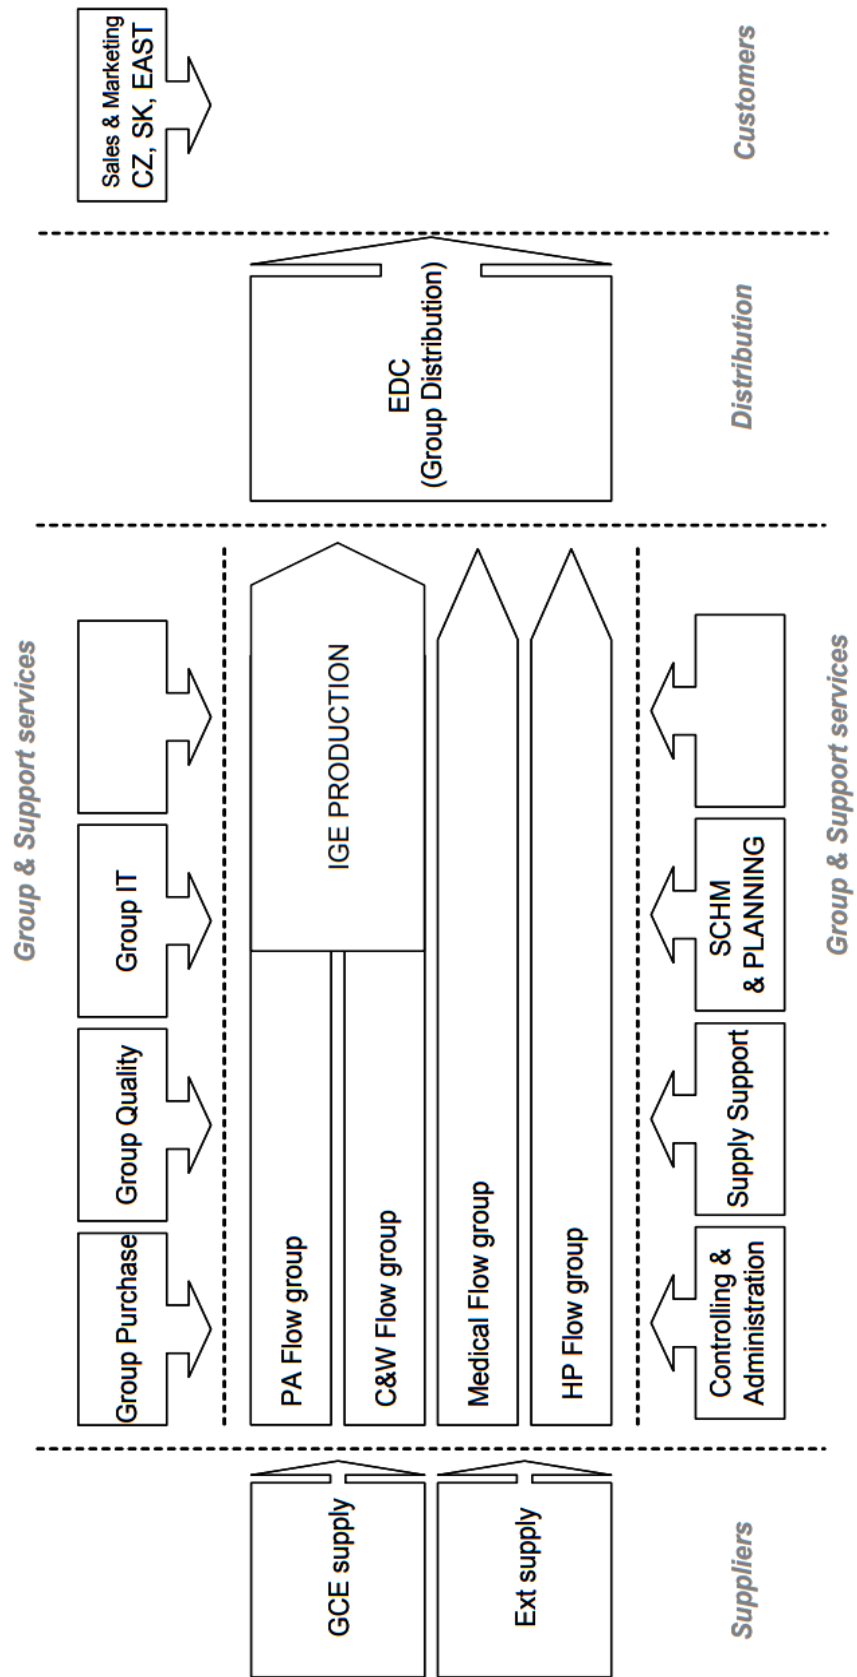 Group & Support services
Group Purchase
Group Quality
Group IT
Sales & Marketing
CZ, SK, EAST
GCE supply
Ext supply
PA Flow group
C&W Flow group
Medical Flow group
HP Flow group
IGE PRODUCTION
EDC
(Group Distribution)
Controlling &
Administration
Supply Support
SCHM
& PLANNING
Suppliers
Distribution
Customers
Group & Support services